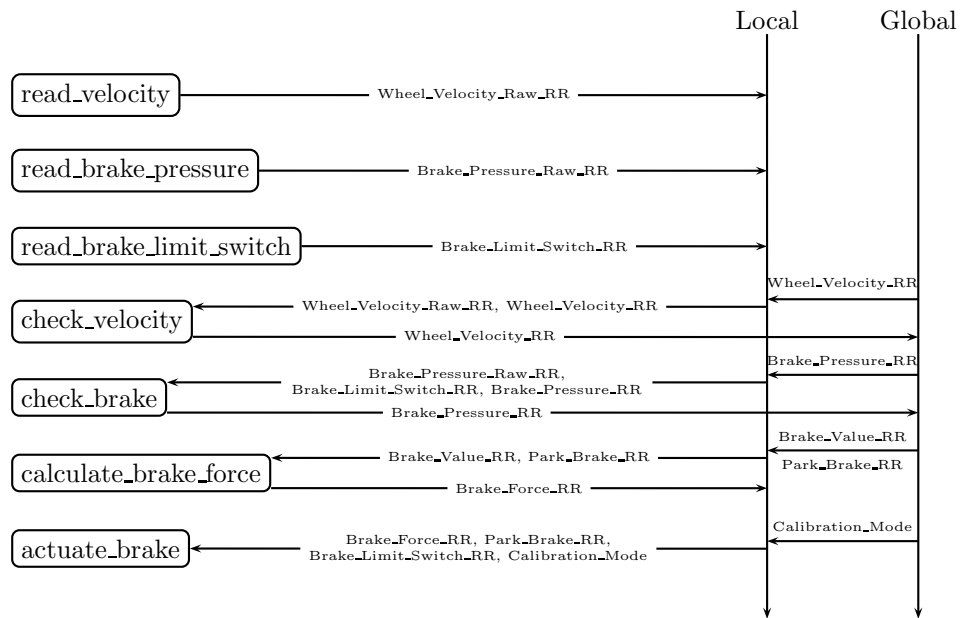 Local Global
read_velocity Wheel_Velocity_Raw_RR
read_brake_pressure Brake_Pressure_Raw_RR
read_brake_limit_switch Brake_Limit_Switch_RR
Wheel_Velocity_RR
check_velocity Wheel_Velocity_Raw_RR, Wheel_Velocity_RR
Wheel_Velocity_RR
Brake_Pressure_RR
check_brake Brake_Pressure_Raw_RR,
Brake_Limit_Switch_RR, Brake_Pressure_RR
Brake_Pressure_RR
Brake_Value_RR
Park_Brake_RR
calculate_brake_force Brake_Value_RR, Park_Brake_RR
Brake_Force_RR
Calibration_Mode
actuate_brake Brake_Force_RR, Park_Brake_RR,
Brake_Limit_Switch_RR, Calibration_Mode